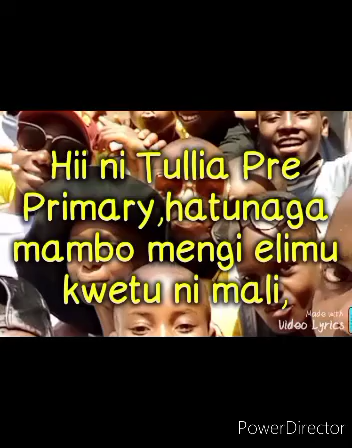 Hii ni Tullia Pre
Primary,hatunaga
mambo mengi elimu
kwetu ni mali,
Made with
Video Lyrics
PowerDirector